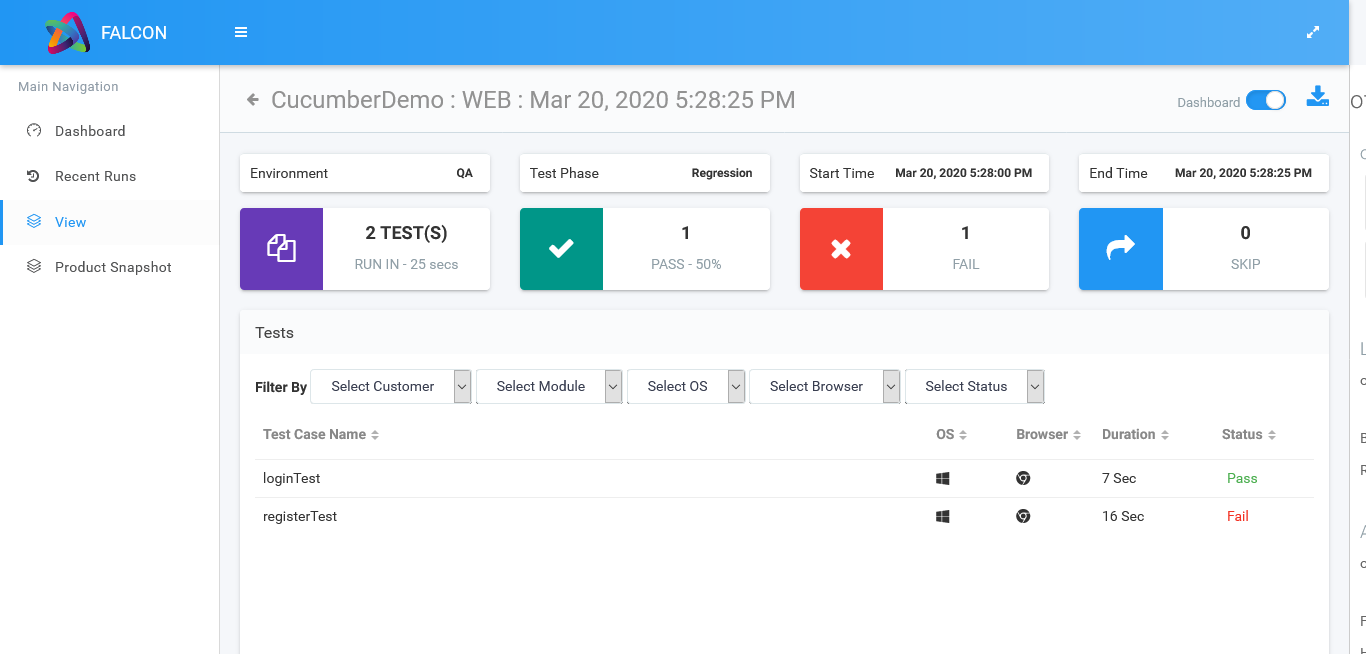 FALCON
Main Navigation
Dashboard
Recent Runs
View
Product Snapshot
CucumberDemo : WEB : Mar 20, 2020 5:28:25 PM
Dashboard
Environment QA
Test Phase Regression
Start Time Mar 20, 2020 5:28:00 PM
End Time Mar 20, 2020 5:28:25 PM
2 TEST(S)
RUN IN - 25 secs
1
PASS - 50%
1
FAIL
0
SKIP
Tests
Filter By Select Customer Select Module Select OS Select Browser Select Status
Test Case Name OS Browser Duration Status
loginTest 7 Sec Pass
registerTest 16 Sec Fail